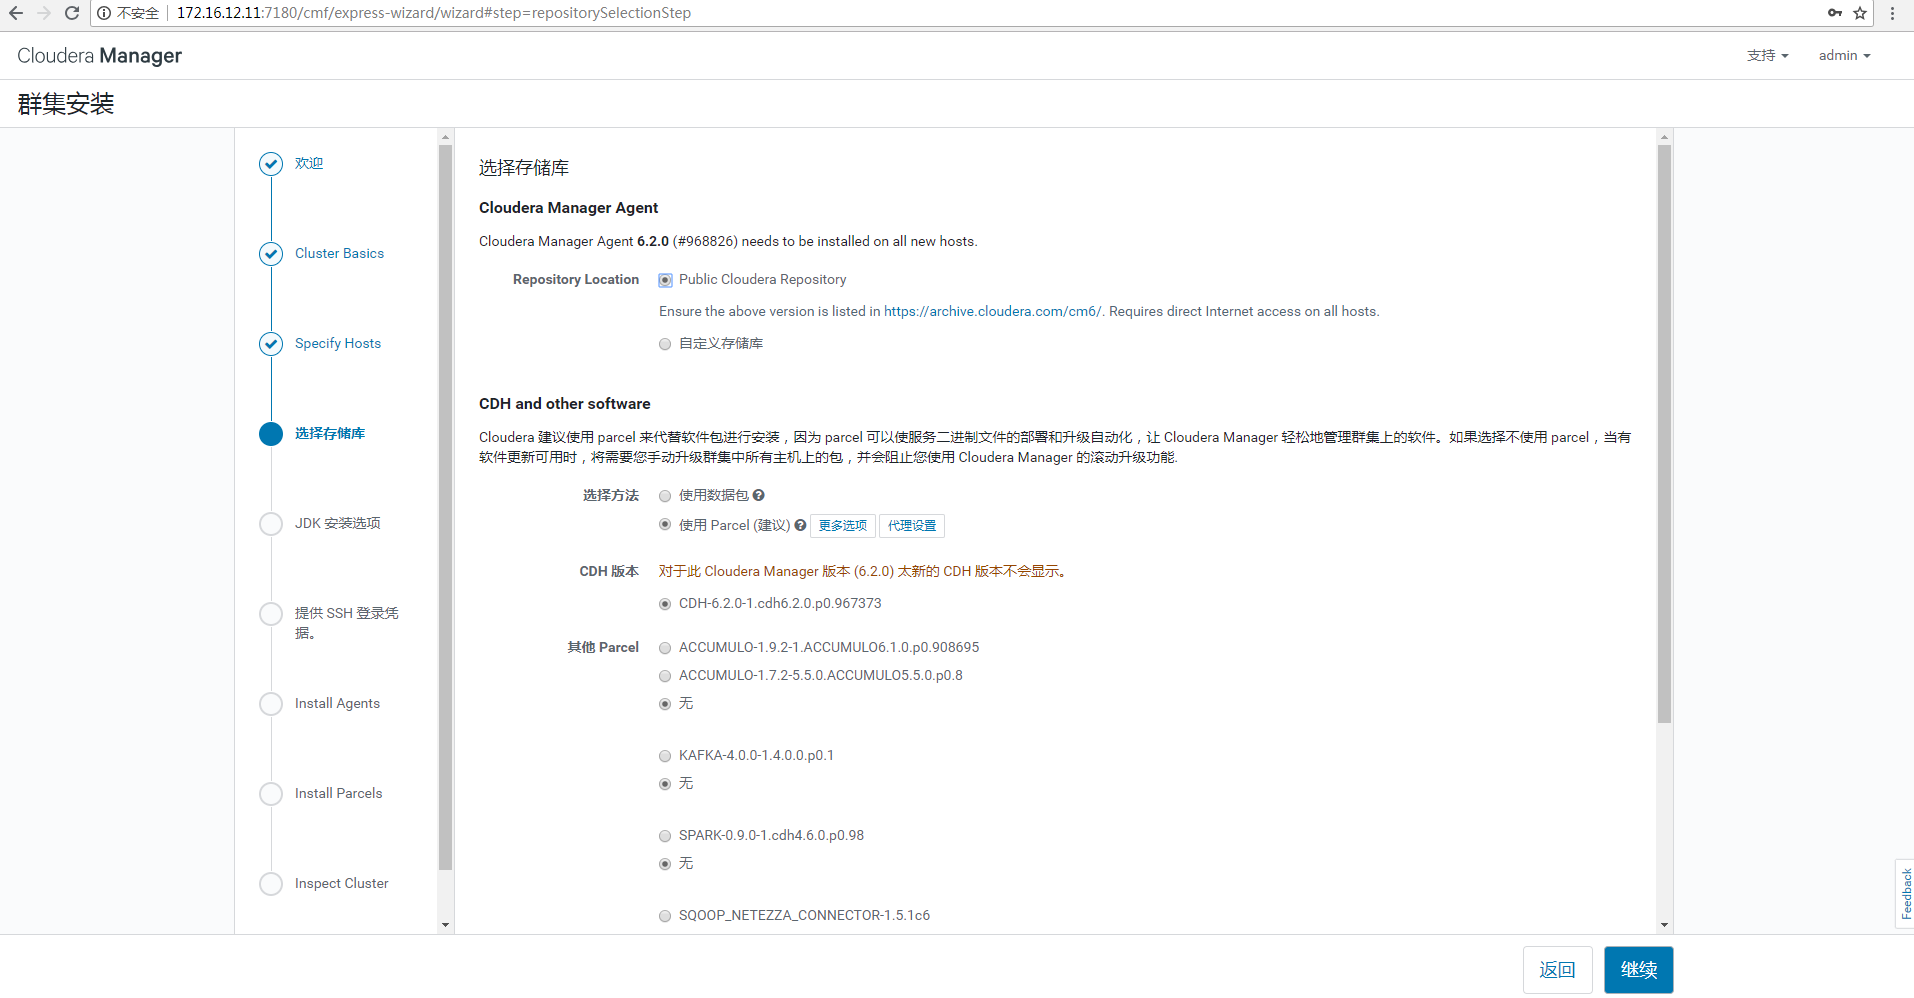 不安全 172.16.12.11:7180/cmf/express-wizard/wizard#step=repositorySelectionStep
Cloudera Manager
支持
admin
群集安装
欢迎
Cluster Basics
Specify Hosts
选择存储库
JDK 安装选项
提供 SSH 登录凭
据。
Install Agents
Install Parcels
Inspect Cluster
选择存储库
Cloudera Manager Agent
Cloudera Manager Agent 6.2.0 (#968826) needs to be installed on all new hosts.
Repository Location Public Cloudera Repository
Ensure the above version is listed in https://archive.cloudera.com/cm6/. Requires direct Internet access on all hosts.
自定义存储库
CDH and other software
Cloudera 建议使用 parcel 来代替软件包进行安装，因为 parcel 可以使服务二进制文件的部署和升级自动化，让 Cloudera Manager 轻松地管理群集上的软件。如果选择不使用 parcel，当有
软件更新可用时，将需要您手动升级群集中所有主机上的包，并会阻止您使用 Cloudera Manager 的滚动升级功能.
选择方法 使用数据包
使用 Parcel (建议) 更多选项 代理设置
CDH 版本 对于此 Cloudera Manager 版本 (6.2.0) 太新的 CDH 版本不会显示。
CDH-6.2.0-1.cdh6.2.0.p0.967373
其他 Parcel ACCUMULO-1.9.2-1.ACCUMULO6.1.0.p0.908695
ACCUMULO-1.7.2-5.5.0.ACCUMULO5.5.0.p0.8
无
KAFKA-4.0.0-1.4.0.0.p0.1
无
SPARK-0.9.0-1.cdh4.6.0.p0.98
无
SQOOP_NETEZZA_CONNECTOR-1.5.1c6
Feedback
返回
继续